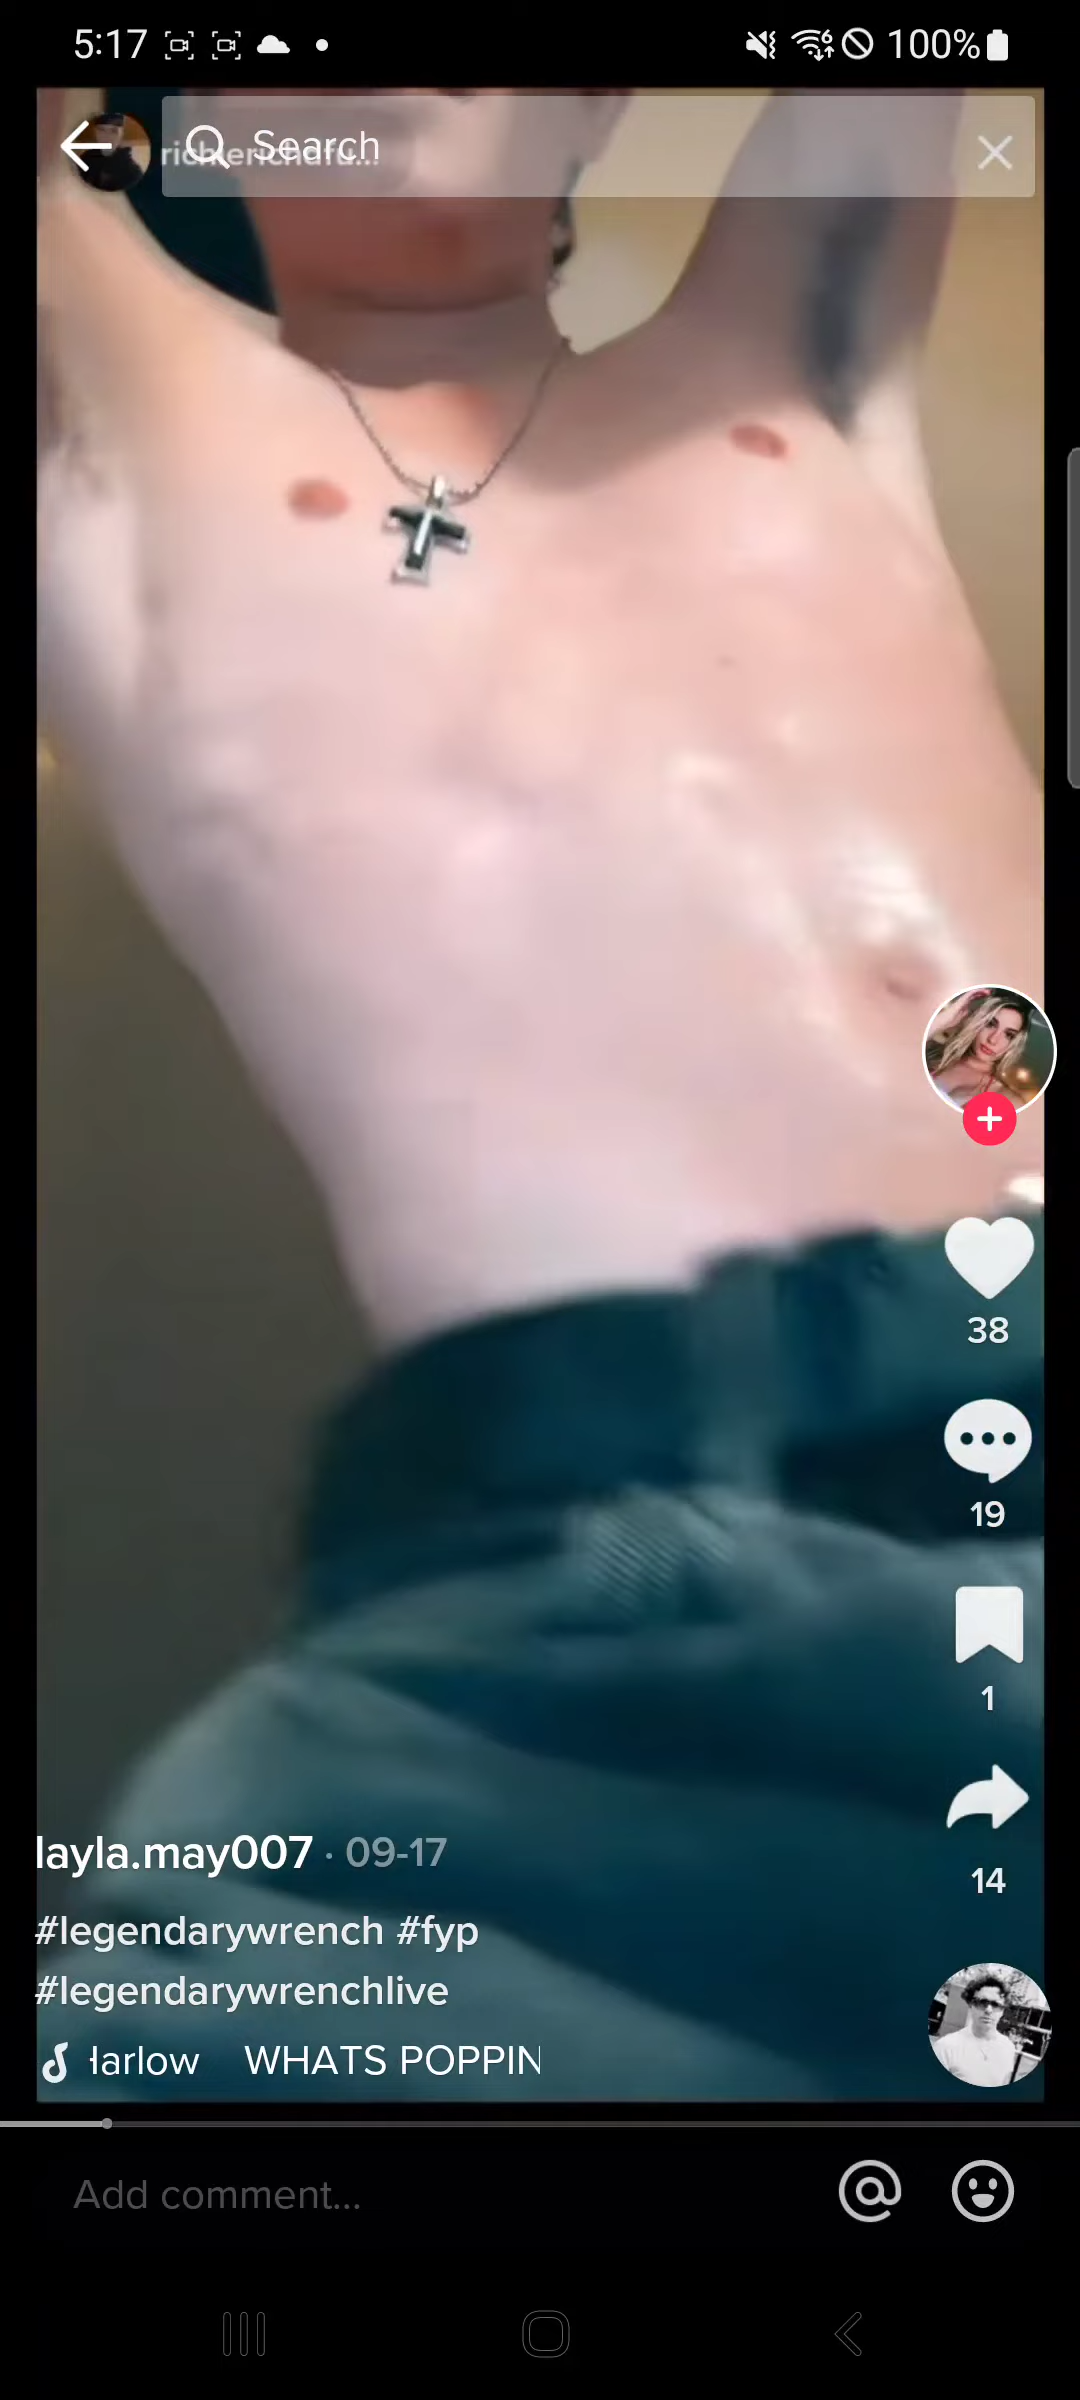 5:17
100%
Search
layla.may007 · 09-17
#legendarywrench #fyp
#legendarywrenchlive
Harlow WHATS POPPIN
38
19
1
14
Add comment...